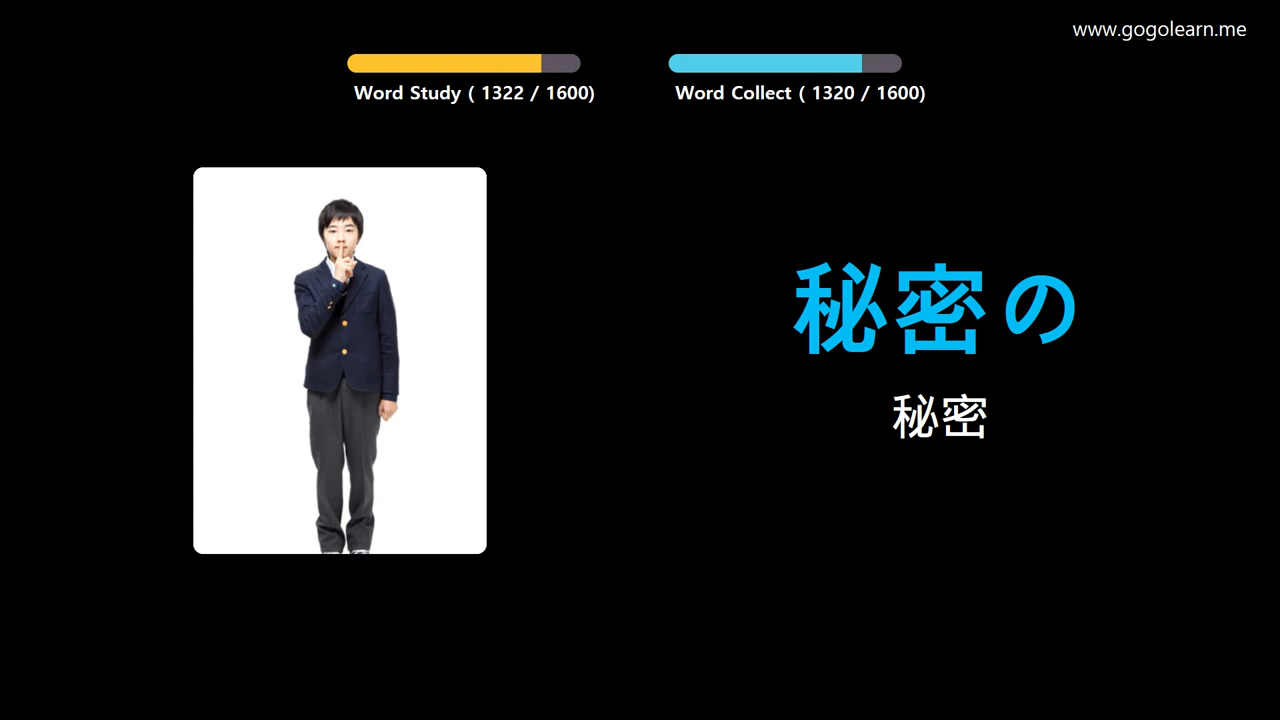 www.gogolearn.me
Word Study ( 1322 / 1600)
Word Collect ( 1320 / 1600)
秘密の
秘密